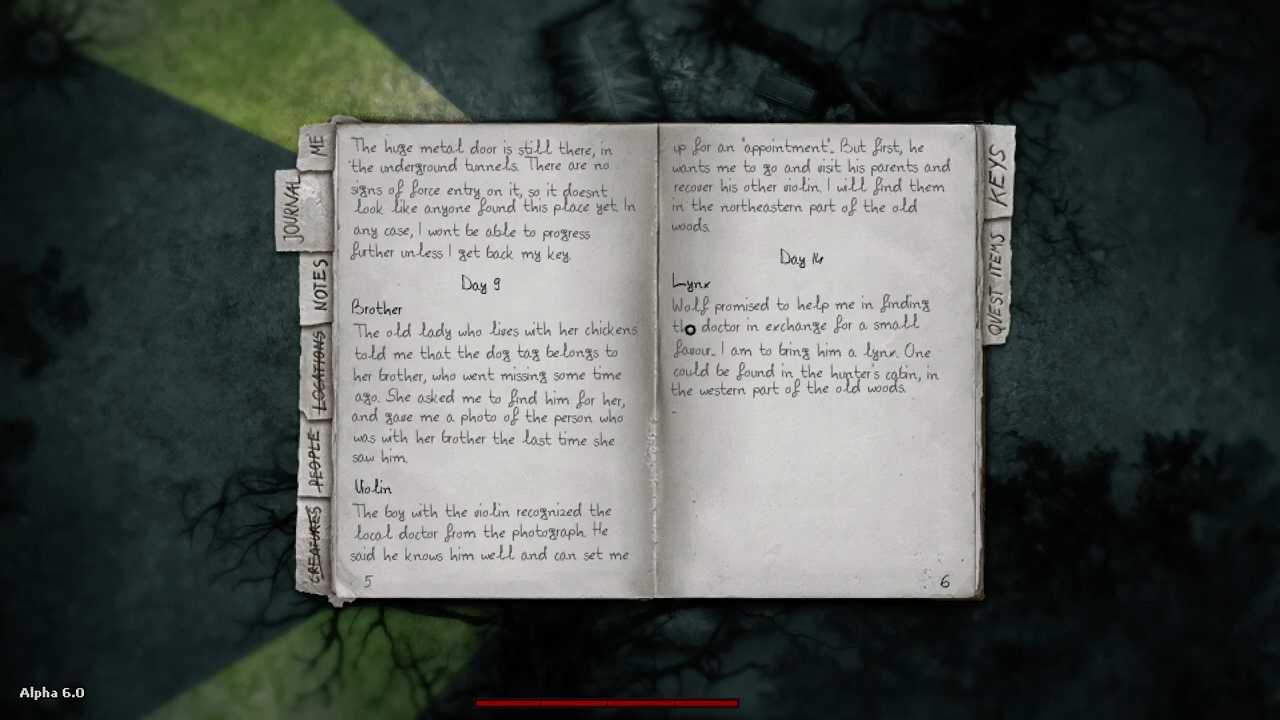 ME
JOURNAL
NOTES
LOCATIONS
PEOPLE
CREATURES
The huge metal door is still there, in
the underground tunnels. There are no
signs of force entry on it, so it doesnt
look like anyone found this place yet. In
any case, I wont be able to progress
further unless I get back my key.
Day 9
Brother
The old lady who lives with her chickens
told me that the dog tag belongs to
her brother, who went missing some time
ago. She asked me to find him for her,
and gave me a photo of the person who
was with her brother the last time she
saw him.
Violin
The boy with the violin recognized the
local doctor from the photograph. He
said he knows him well and can set me
5
up for an "appointment". But first, he
wants me to go and visit his parents and
recover his other violin. I will find them
in the northeastern part of the old
woods.
Day 14
Lynx
Wolf promised to help me in finding
the doctor in exchange for a small
favour. I am to bring him a lynx. One
could be found in the hunter's cabin, in
the western part of the old woods.
-
6
KEYS
QUEST ITEMS
Alpha 6.0